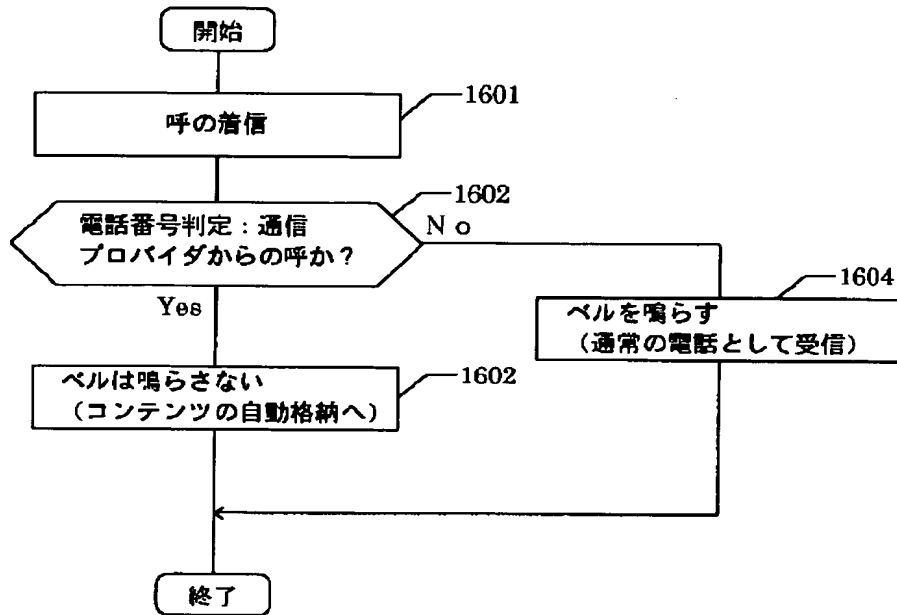 開始
呼の着信
1601
電話番号判定：通信
プロバイダからの呼か？
1602
No
Yes
ベルを鳴らす
（通常の電話として受信）
1604
ベルは鳴らさない
（コンテンツの自動格納へ）
1602
終了